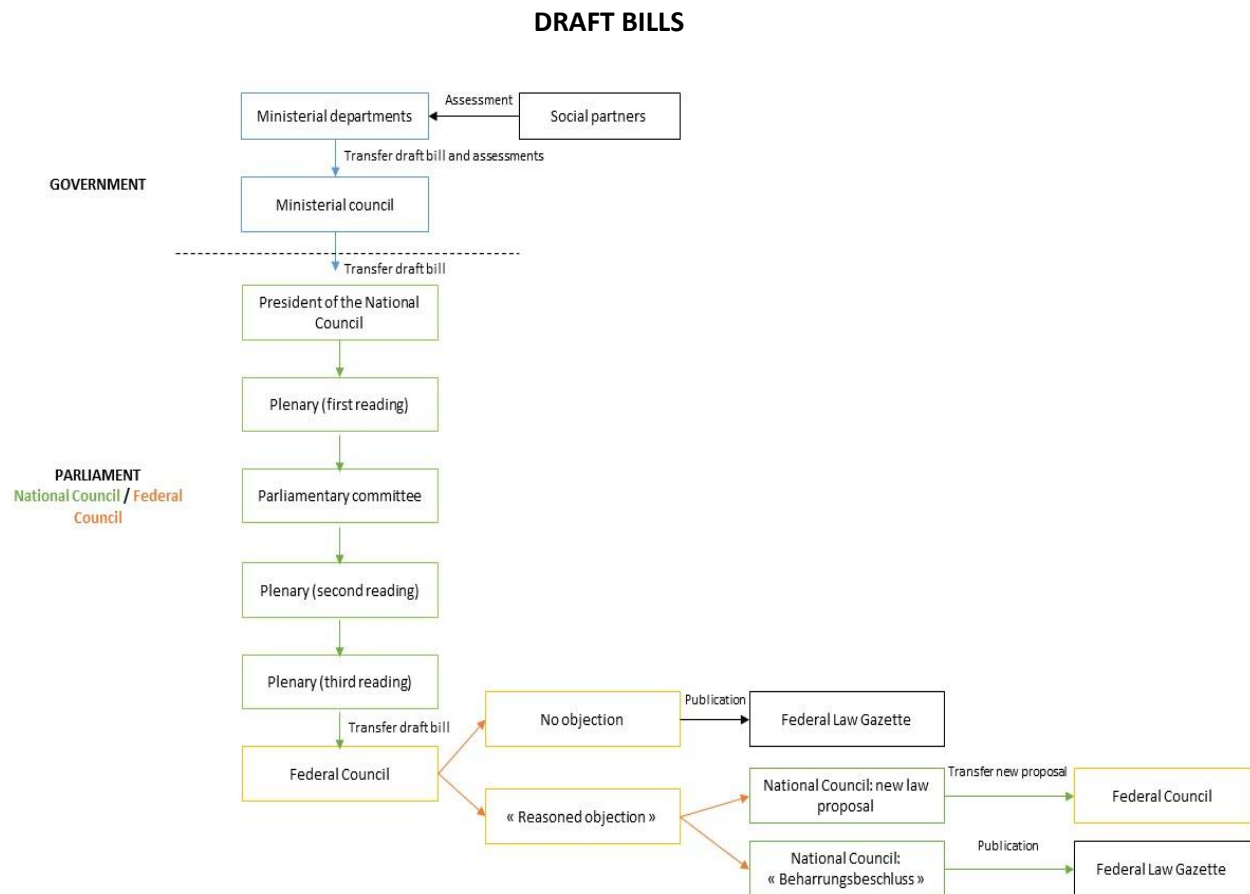 DRAFT BILLS
Assessment
Ministerial departments
Social partners
Transfer draft bill and assessments
GOVERNMENT
Ministerial council
Transfer draft bill
President of the National
Council
Plenary (first reading)
PARLIAMENT
National Council / Federal
Council
Parliamentary committee
Plenary (second reading)
Plenary (third reading)
Transfer draft bill
Federal Council
No objection
Publication
Federal Law Gazette
« Reasoned objection »
National Council: new law
proposal
Transfer new proposal
Federal Council
National Council:
« Beharrungsbeschluss »
Publication
Federal Law Gazette